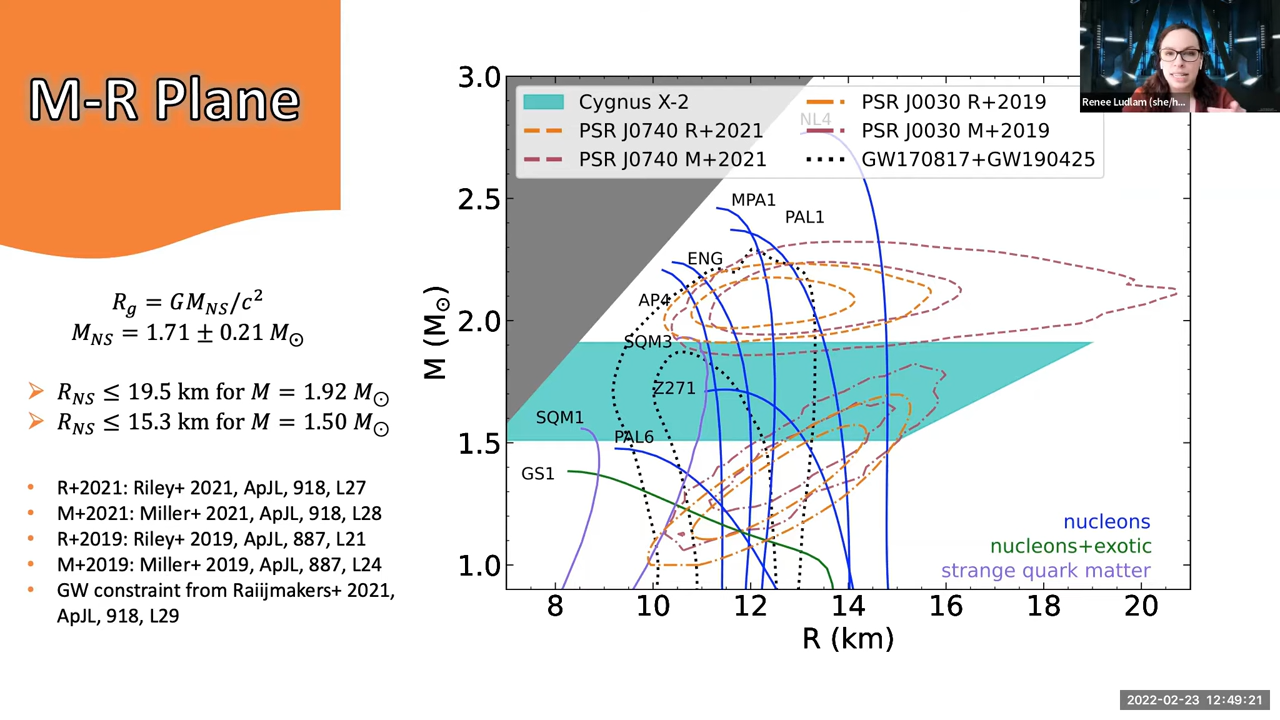 M-R Plane
R_g = GM_NS/c²
M_NS = 1.71 ± 0.21 M_⊙
➢ R_NS ≤ 19.5 km for M = 1.92 M_⊙
➢ R_NS ≤ 15.3 km for M = 1.50 M_⊙
• R+2021: Riley+ 2021, ApJL, 918, L27
• M+2021: Miller+ 2021, ApJL, 918, L28
• R+2019: Riley+ 2019, ApJL, 887, L21
• M+2019: Miller+ 2019, ApJL, 887, L24
• GW constraint from Raiijmakers+ 2021,
ApJL, 918, L29
Cygnus X-2
PSR J0740 R+2021
PSR J0740 M+2021
PSR J0030 R+2019
PSR J0030 M+2019
GW170817+GW190425
NL4
MPA1
PAL1
ENG
AP4
SQM3
Z271
SQM1
PAL6
GS1
nucleons
nucleons+exotic
strange quark matter
M (M_⊙)
3.0
2.5
2.0
1.5
1.0
8 10 12 14 16 18 20
R (km)
Renee Ludlam (she/h...
2022-02-23 12:49:21